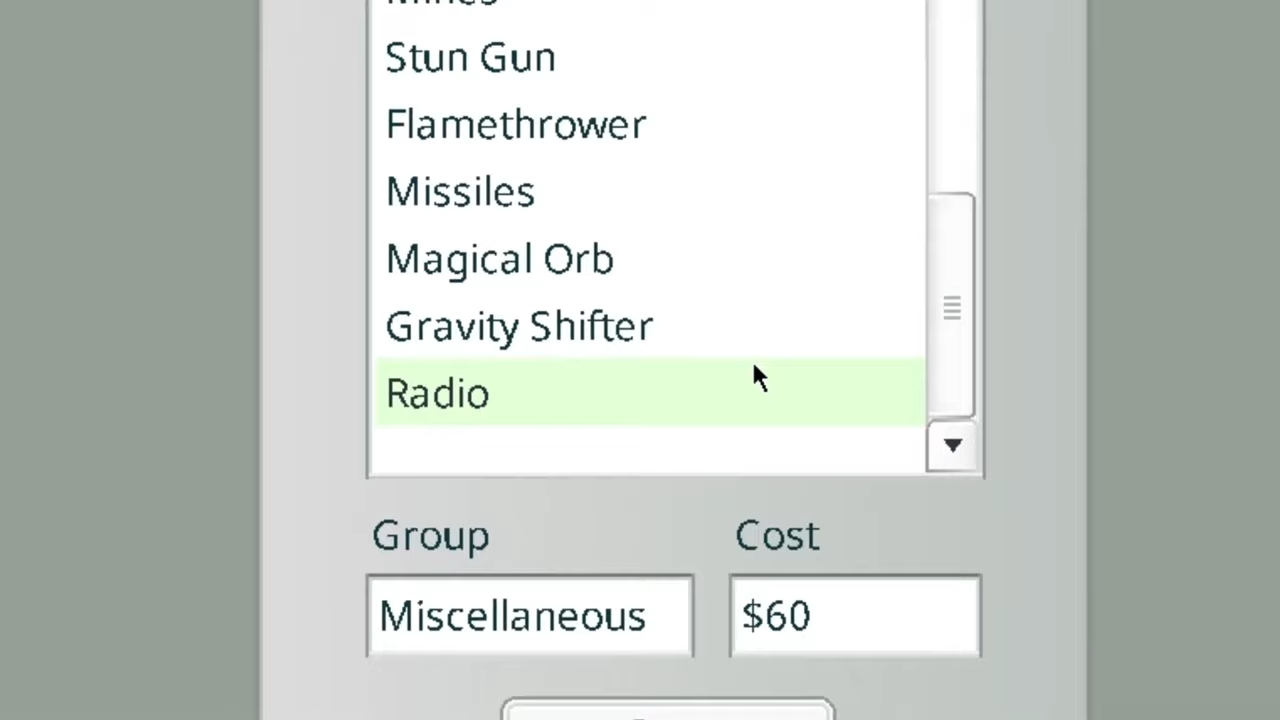 Stun Gun
Flamethrower
Missiles
Magical Orb
Gravity Shifter
Radio
Group
Cost
Miscellaneous
$60